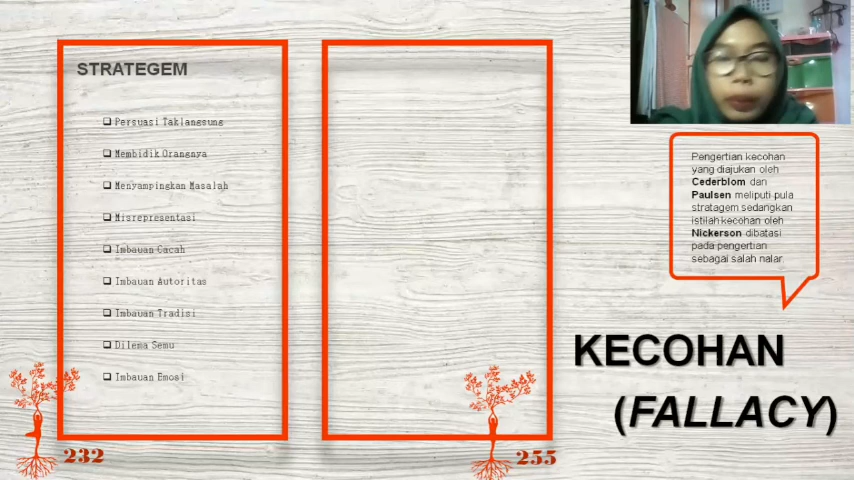 STRATEGEM
Persuasi Taklangsung
Membidik Orangnya
Menyampingkan Masalah
Misrepresentasi
Imbauan Cacah
Imbauan Autoritas
Imbauan Tradisi
Dilema Semu
Imbauan Emosi
232
255
Pengertian kecohan
yang diajukan oleh
Cederblom dan
Paulsen meliputi pula
stratagem sedangkan
istilah kecohan oleh
Nickerson dibatasi
pada pengertian
sebagai salah nalar.
KECOHAN
(FALLACY)